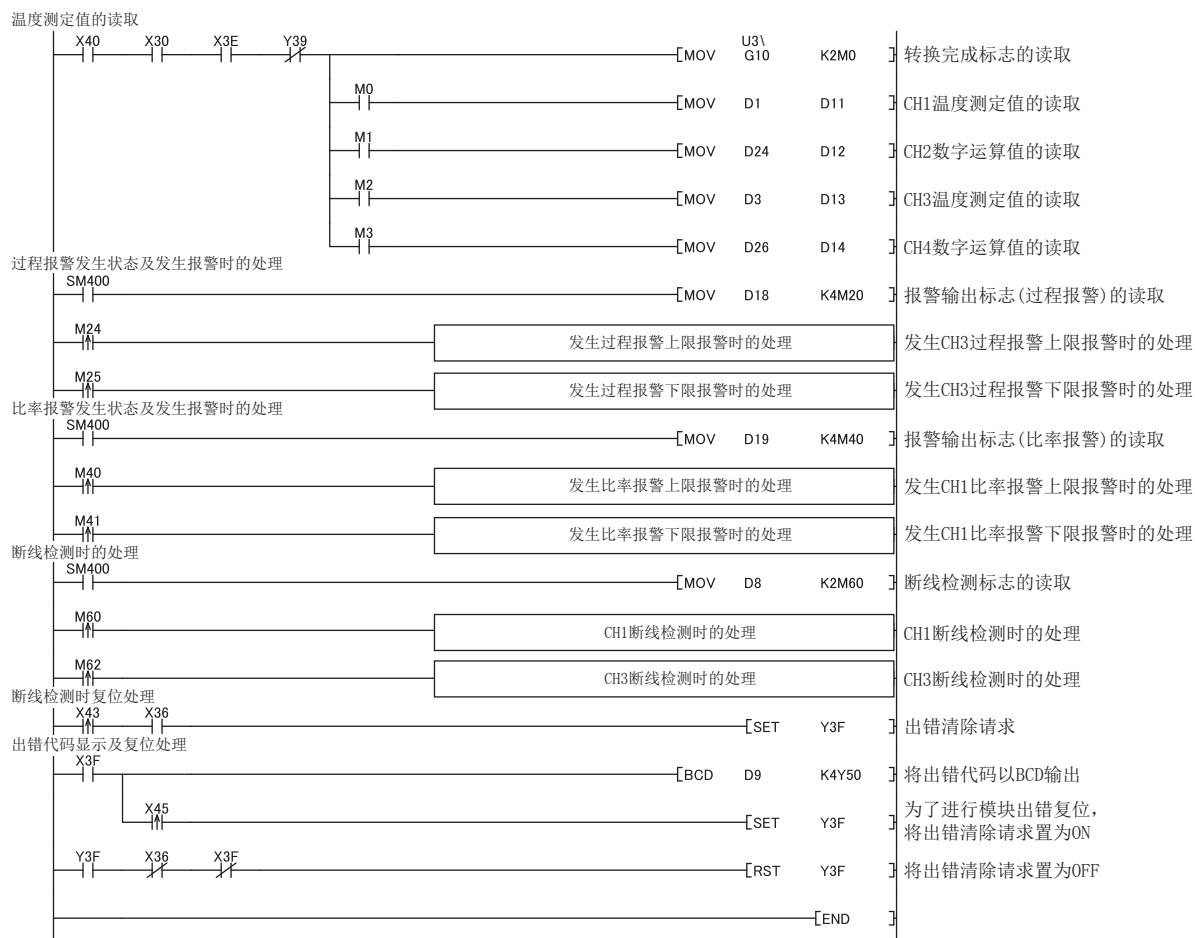 温度测定值的读取
X40 X30 X3E Y39 MOV U3\G10 K2M0 转换完成标志的读取
M0 MOV D1 D11 CH1温度测定值的读取
M1 MOV D24 D12 CH2数字运算值的读取
M2 MOV D3 D13 CH3温度测定值的读取
M3 MOV D26 D14 CH4数字运算值的读取
过程报警发生状态及发生报警时的处理
SM400 MOV D18 K4M20 报警输出标志(过程报警)的读取
M24 发生过程报警上限报警时的处理 发生CH3过程报警上限报警时的处理
M25 发生过程报警下限报警时的处理 发生CH3过程报警下限报警时的处理
比率报警发生状态及发生报警时的处理
SM400 MOV D19 K4M40 报警输出标志(比率报警)的读取
M40 发生比率报警上限报警时的处理 发生CH1比率报警上限报警时的处理
M41 发生比率报警下限报警时的处理 发生CH1比率报警下限报警时的处理
断线检测时的处理
SM400 MOV D8 K2M60 断线检测标志的读取
M60 CH1断线检测时的处理 CH1断线检测时的处理
M62 CH3断线检测时的处理 CH3断线检测时的处理
断线检测时复位处理
X43 X36 SET Y3F 出错清除请求
出错代码显示及复位处理
X3F BCD D9 K4Y50 将出错代码以BCD输出
X45 SET Y3F 为了进行模块出错复位，
将出错清除请求置为ON
Y3F X36 X3F RST Y3F 将出错清除请求置为OFF
END